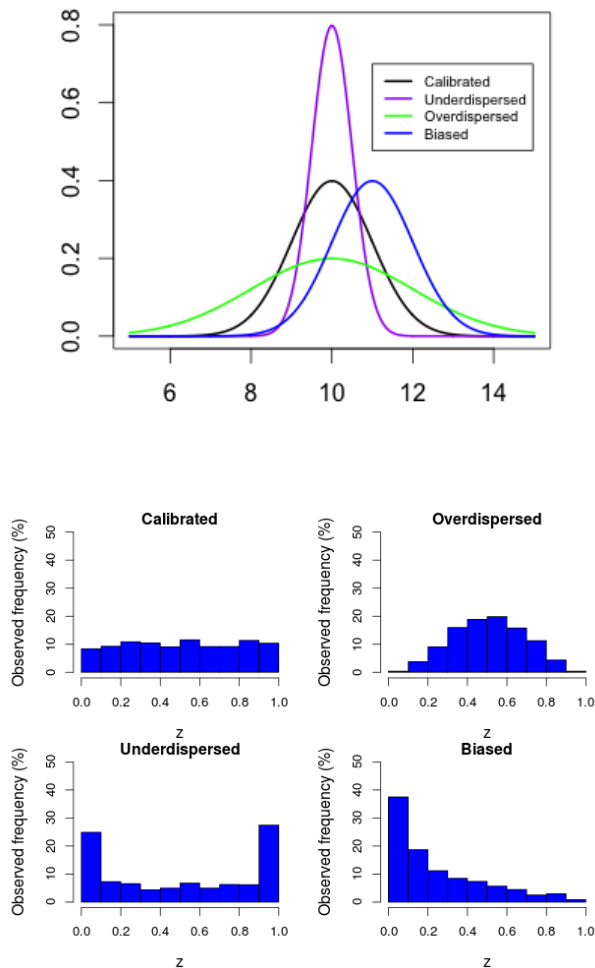 0.8
0.6
0.4
0.2
0.0
Calibrated
Underdispersed
Overdispersed
Biased
6 8 10 12 14
Calibrated
Observed frequency (%)
50
40
30
20
10
0
0.0 0.2 0.4 0.6 0.8 1.0
z
Overdispersed
Observed frequency (%)
50
40
30
20
10
0
0.0 0.2 0.4 0.6 0.8 1.0
z
Underdispersed
Observed frequency (%)
50
40
30
20
10
0
0.0 0.2 0.4 0.6 0.8 1.0
z
Biased
Observed frequency (%)
50
40
30
20
10
0
0.0 0.2 0.4 0.6 0.8 1.0
z